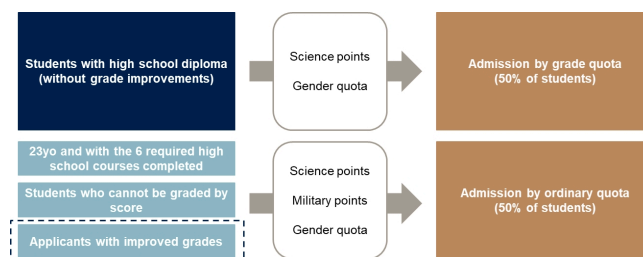 Students with high school diploma
(without grade improvements)
Science points
Gender quota
Admission by grade quota
(50% of students)
23yo and with the 6 required high
school courses completed
Students who cannot be graded by
score
Applicants with improved grades
Science points
Military points
Gender quota
Admission by ordinary quota
(50% of students)